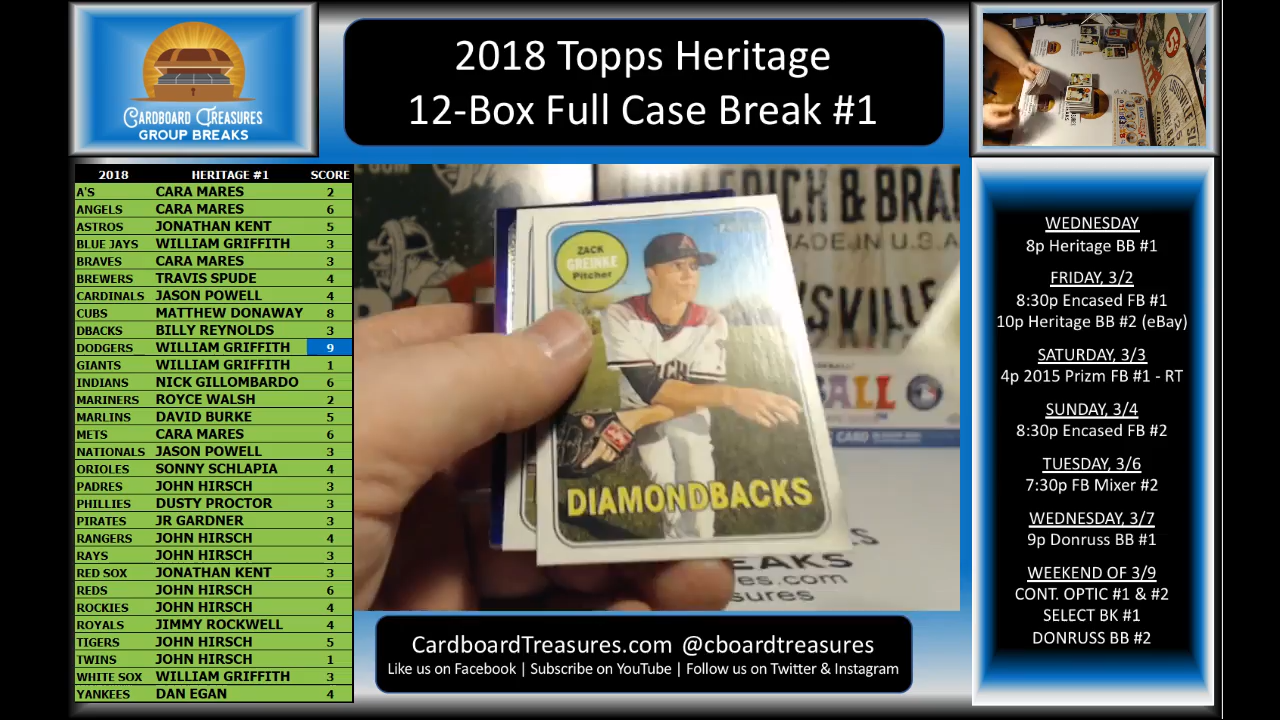 CARDBOARD TREASURES
GROUP BREAKS
2018 Topps Heritage
12-Box Full Case Break #1
2018 HERITAGE #1 SCORE
A'S CARA MARES 2
ANGELS CARA MARES 6
ASTROS JONATHAN KENT 5
BLUE JAYS WILLIAM GRIFFITH 3
BRAVES CARA MARES 3
BREWERS TRAVIS SPUDE 4
CARDINALS JASON POWELL 4
CUBS MATTHEW DONAWAY 8
DBACKS BILLY REYNOLDS 3
DODGERS WILLIAM GRIFFITH 9
GIANTS WILLIAM GRIFFITH 1
INDIANS NICK GILLOMBARDO 6
MARINERS ROYCE WALSH 2
MARLINS DAVID BURKE 5
METS CARA MARES 6
NATIONALS JASON POWELL 3
ORIOLES SONNY SCHLAPIA 4
PADRES JOHN HIRSCH 3
PHILLIES DUSTY PROCTOR 3
PIRATES JR GARDNER 3
RANGERS JOHN HIRSCH 4
RAYS JOHN HIRSCH 3
RED SOX JONATHAN KENT 3
REDS JOHN HIRSCH 6
ROCKIES JOHN HIRSCH 4
ROYALS JIMMY ROCKWELL 4
TIGERS JOHN HIRSCH 5
TWINS JOHN HIRSCH 1
WHITE SOX WILLIAM GRIFFITH 3
YANKEES DAN EGAN 4
ZACK
GREINKE
Pitcher
DIAMONDBACKS
MADE IN U.S.A
CardboardTreasures.com @cboardtreasures
Like us on Facebook | Subscribe on YouTube | Follow us on Twitter & Instagram
WEDNESDAY
8p Heritage BB #1
FRIDAY, 3/2
8:30p Encased FB #1
10p Heritage BB #2 (eBay)
SATURDAY, 3/3
4p 2015 Prizm FB #1 - RT
SUNDAY, 3/4
8:30p Encased FB #2
TUESDAY, 3/6
7:30p FB Mixer #2
WEDNESDAY, 3/7
9p Donruss BB #1
WEEKEND OF 3/9
CONT. OPTIC #1 & #2
SELECT BK #1
DONRUSS BB #2